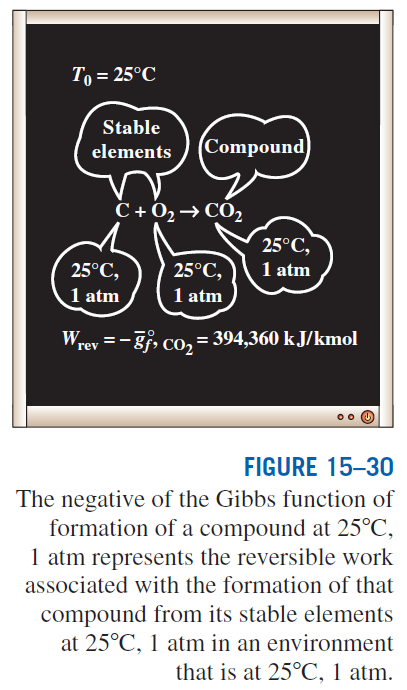 T₀ = 25°C
Stable
elements
Compound
C + O₂ → CO₂
25°C,
1 atm
25°C,
1 atm
25°C,
1 atm
W_rev = − g̅f°, CO₂ = 394,360 kJ/kmol
FIGURE 15–30
The negative of the Gibbs function of
formation of a compound at 25°C,
1 atm represents the reversible work
associated with the formation of that
compound from its stable elements
at 25°C, 1 atm in an environment
that is at 25°C, 1 atm.